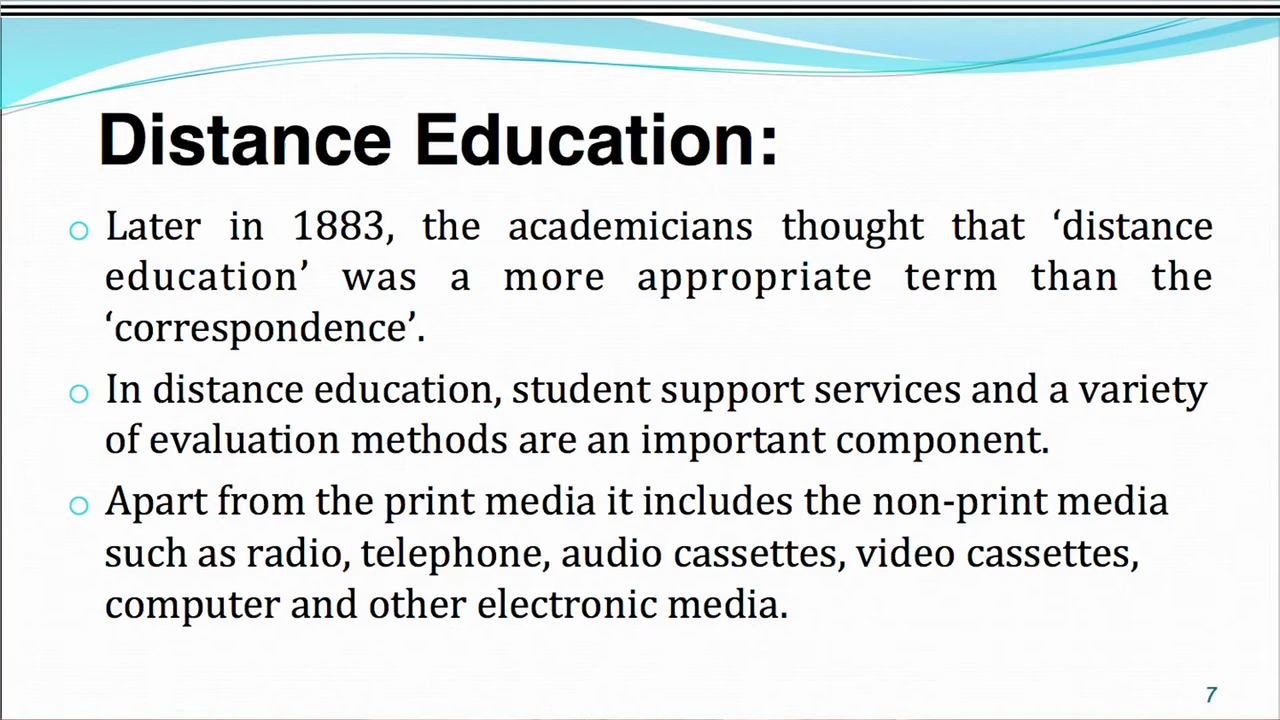 Distance Education:
Later in 1883, the academicians thought that ‘distance
education’ was a more appropriate term than the
‘correspondence’.
In distance education, student support services and a variety
of evaluation methods are an important component.
Apart from the print media it includes the non-print media
such as radio, telephone, audio cassettes, video cassettes,
computer and other electronic media.
7